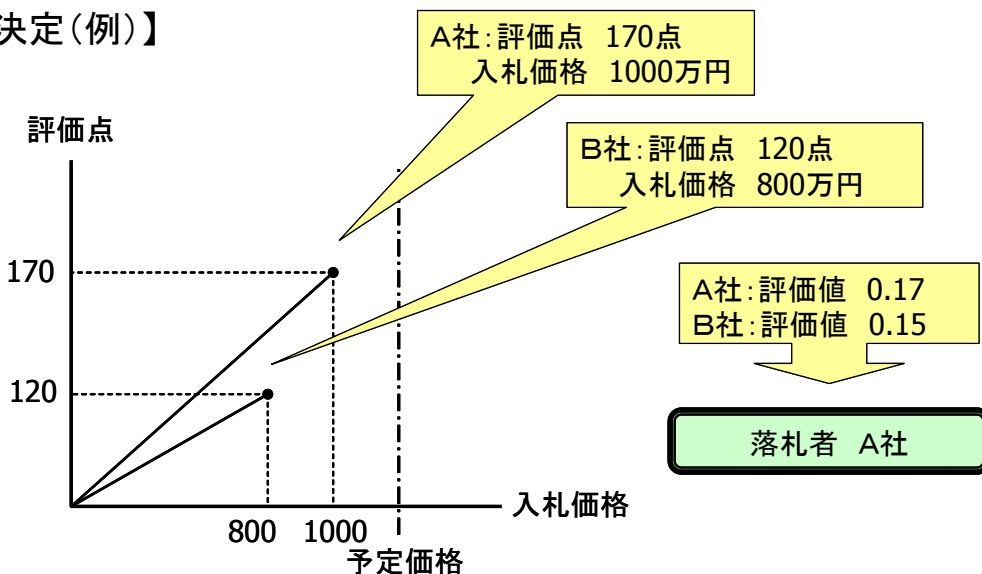 決定(例)】
A社:評価点 170点
入札価格 1000万円
評価点
B社:評価点 120点
入札価格 800万円
170
A社:評価値 0.17
B社:評価値 0.15
120
落札者 A社
入札価格
800
1000
予定価格